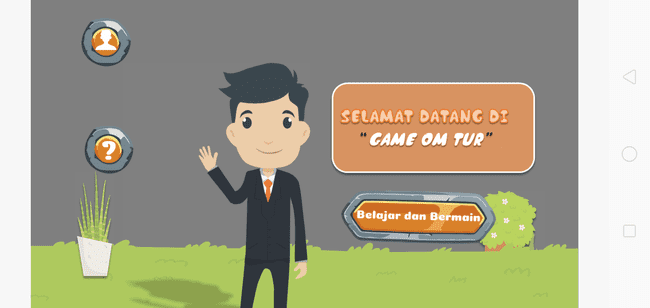 ?
SELAMAT DATANG DI
"GAME OM TUR"
Belajar dan Bermain